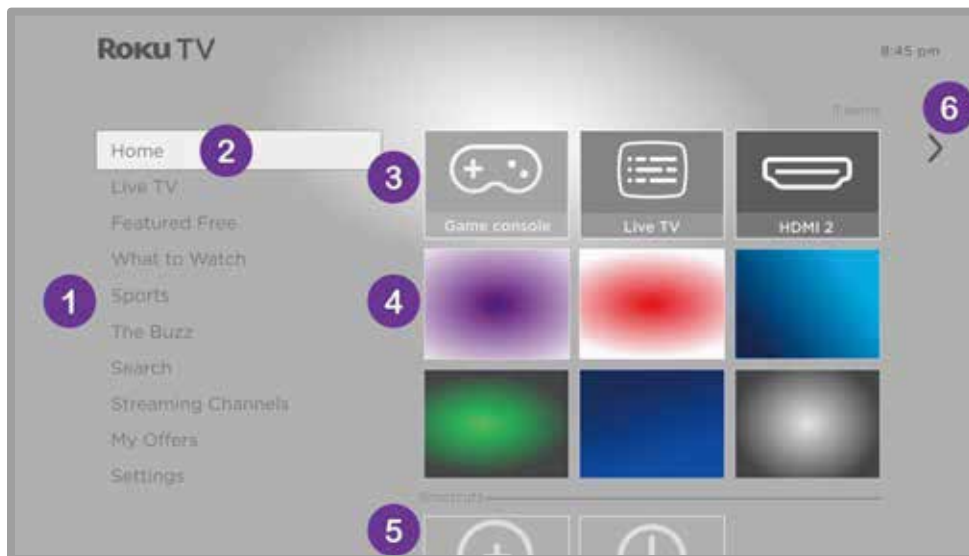 Roku TV
8:45 pm
6
Home
2
Live TV
Featured Free
What to Watch
1
Sports
The Buzz
Search
Streaming Channels
My Offers
Settings
3
Game console
Live TV
HDMI 2
4
Shortcuts
5